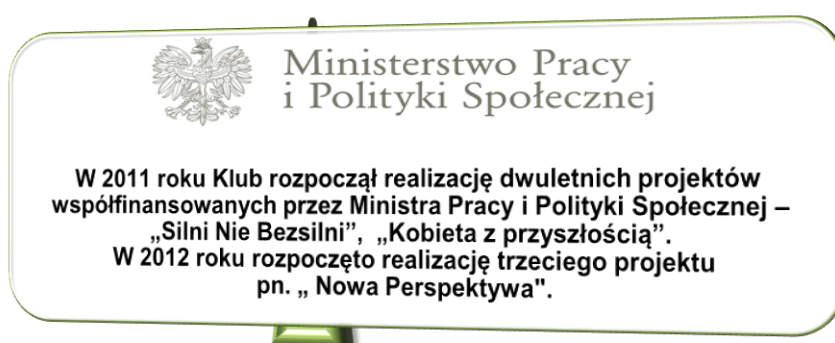 Ministerstwo Pracy
i Polityki Społecznej
W 2011 roku Klub rozpoczął realizację dwuletnich projektów
współfinansowanych przez Ministra Pracy i Polityki Społecznej –
„Silni Nie Bezsilni”, „Kobieta z przyszłością”.
W 2012 roku rozpoczęto realizację trzeciego projektu
pn. „ Nowa Perspektywa".